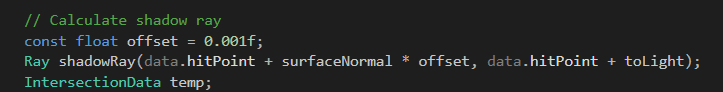 // Calculate shadow ray
const float offset = 0.001f;
Ray shadowRay(data.hitPoint + surfaceNormal * offset, data.hitPoint + toLight);
IntersectionData temp;